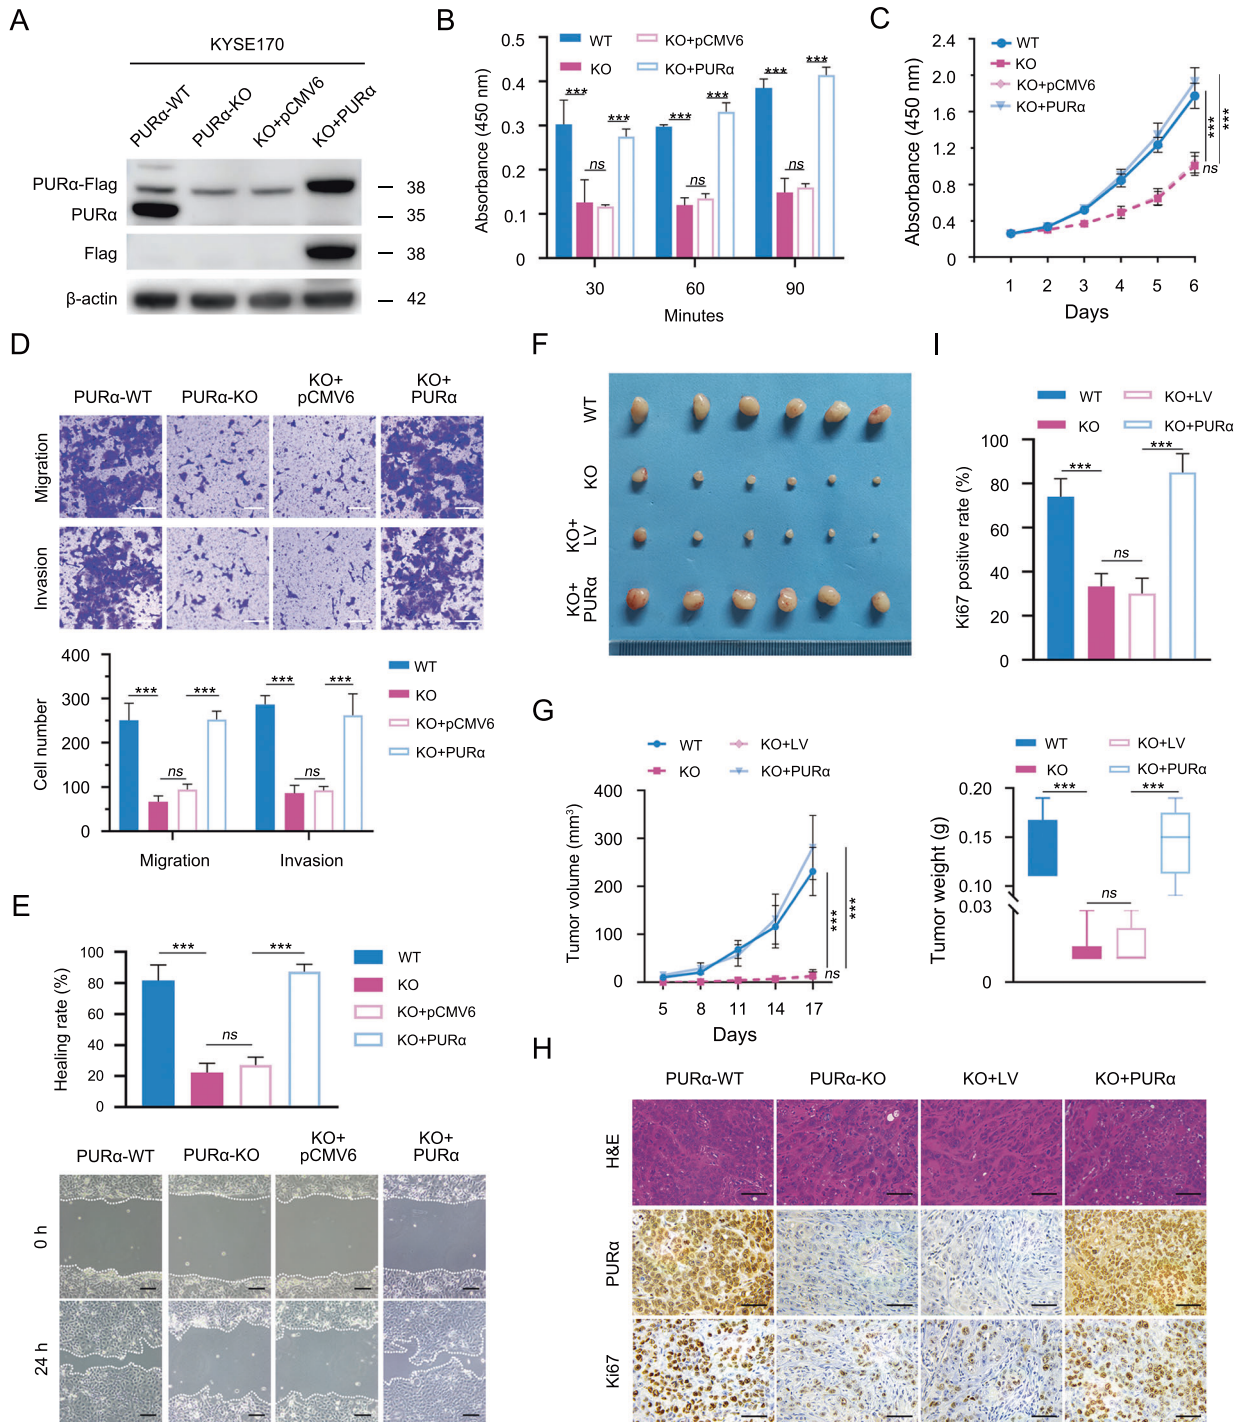 A
KYSE170
PURα-WT
PURα-KO
KO+pCMV6
KO+PURα
PURα-Flag
38
PURα
35
Flag
38
β-actin
42
B
WT
KO+pCMV6
KO
KO+PURα
Absorbance (450 nm)
0.5
0.4
0.3
0.2
0.1
0
*** ns ***
*** ns ***
*** ns ***
30 60 90
Minutes
C
WT
KO
KO+pCMV6
KO+PURα
Absorbance (450 nm)
2.4
2.0
1.6
1.2
0.8
0.4
0
***
***
ns
1 2 3 4 5 6
Days
D
PURα-WT
PURα-KO
KO+
pCMV6
KO+
PURα
Migration
Invasion
Cell number
400
300
200
100
0
*** ns ***
*** ns ***
Migration Invasion
WT
KO
KO+pCMV6
KO+PURα
E
Healing rate (%)
100
80
60
40
20
0
*** ns ***
WT
KO
KO+pCMV6
KO+PURα
PURα-WT
PURα-KO
KO+
pCMV6
KO+
PURα
0 h
24 h
F
WT
KO
KO+
LV
KO+
PURα
G
WT
KO+LV
KO
KO+PURα
Tumor volume (mm³)
400
300
200
100
0
***
***
ns
5 8 11 14 17
Days
WT
KO+LV
KO
KO+PURα
Tumor weight (g)
0.20
0.15
0.10
0.03
0
*** ns ***
H
PURα-WT
PURα-KO
KO+LV
KO+PURα
H&E
PURα
Ki67
I
WT
KO+LV
KO
KO+PURα
Ki67 positive rate (%)
100
80
60
40
20
0
*** ns ***